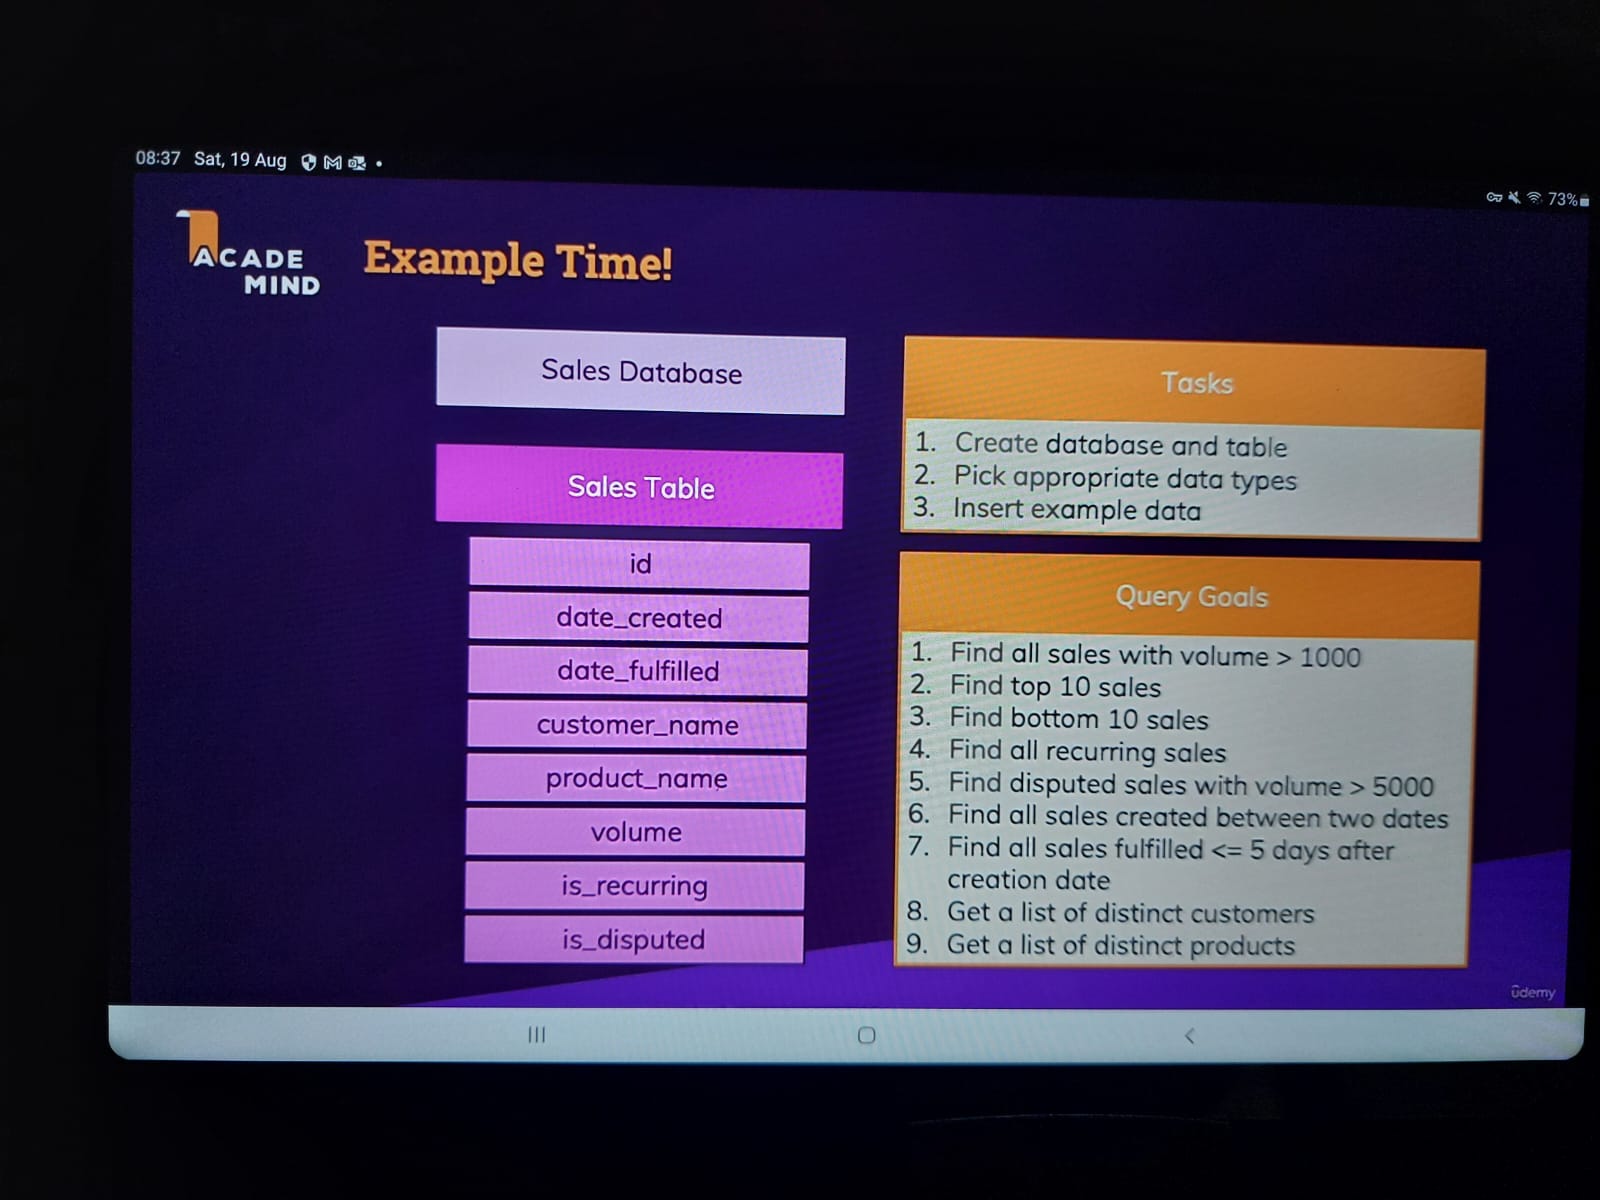 08:37 Sat, 19 Aug
73%
ACADE
MIND
Example Time!
Sales Database
Sales Table
id
date_created
date_fulfilled
customer_name
product_name
volume
is_recurring
is_disputed
Tasks
1. Create database and table
2. Pick appropriate data types
3. Insert example data
Query Goals
1. Find all sales with volume > 1000
2. Find top 10 sales
3. Find bottom 10 sales
4. Find all recurring sales
5. Find disputed sales with volume > 5000
6. Find all sales created between two dates
7. Find all sales fulfilled <= 5 days after
creation date
8. Get a list of distinct customers
9. Get a list of distinct products
ûdemy